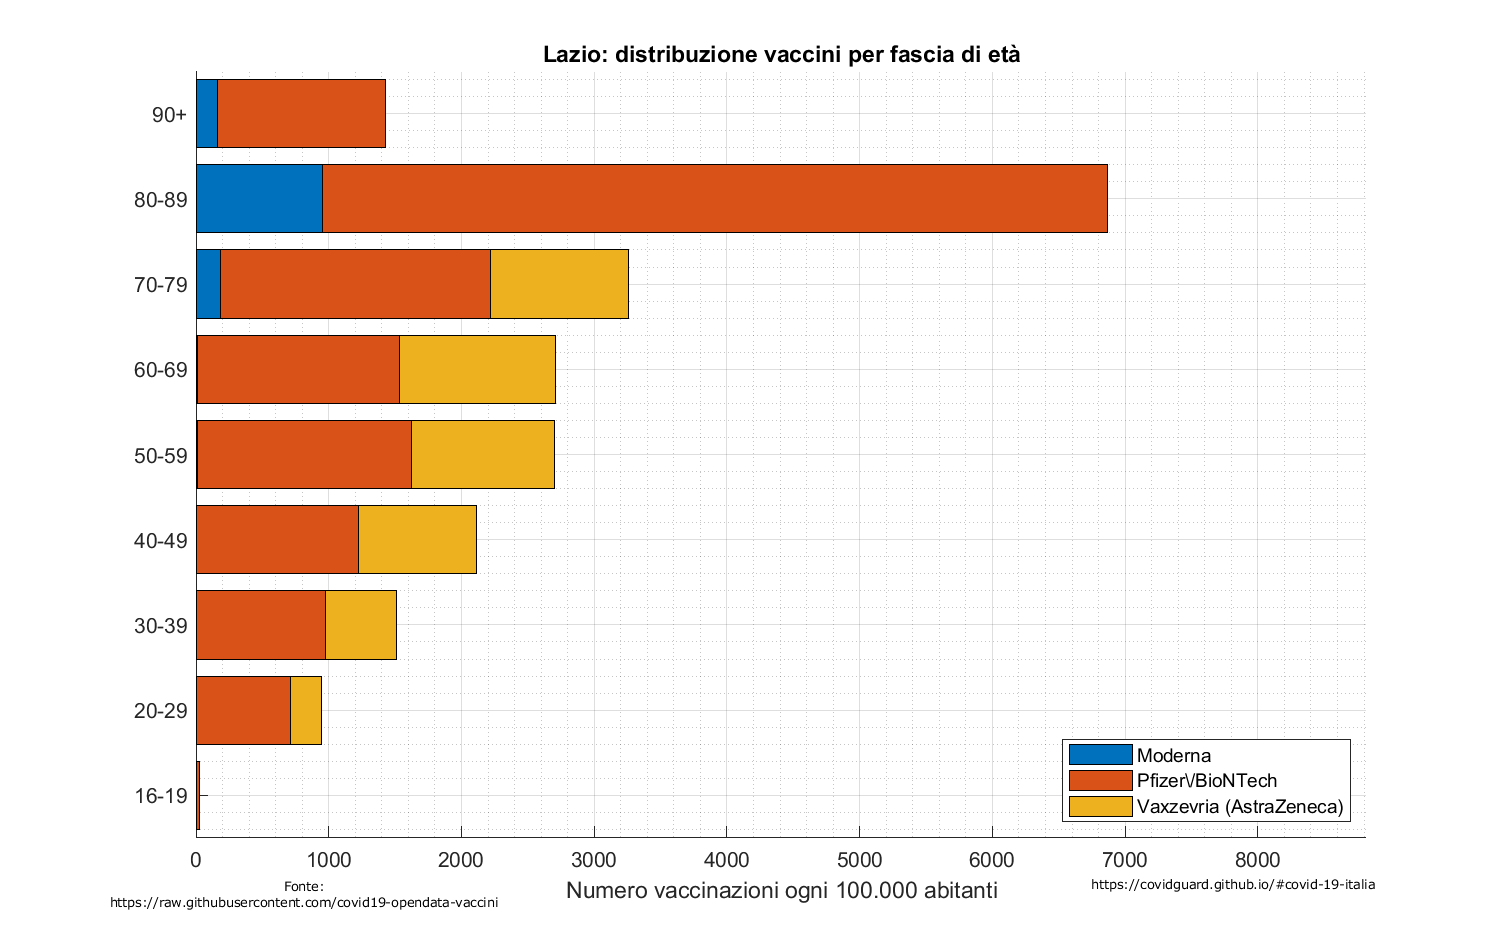 Lazio: distribuzione vaccini per fascia di età
90+
80-89
70-79
60-69
50-59
40-49
30-39
20-29
16-19
Moderna
Pfizer\/BioNTech
Vaxzevria (AstraZeneca)
0 1000 2000 3000 4000 5000 6000 7000 8000
Numero vaccinazioni ogni 100.000 abitanti
Fonte:
https://raw.githubusercontent.com/covid19-opendata-vaccini
https://covidguard.github.io/#covid-19-italia